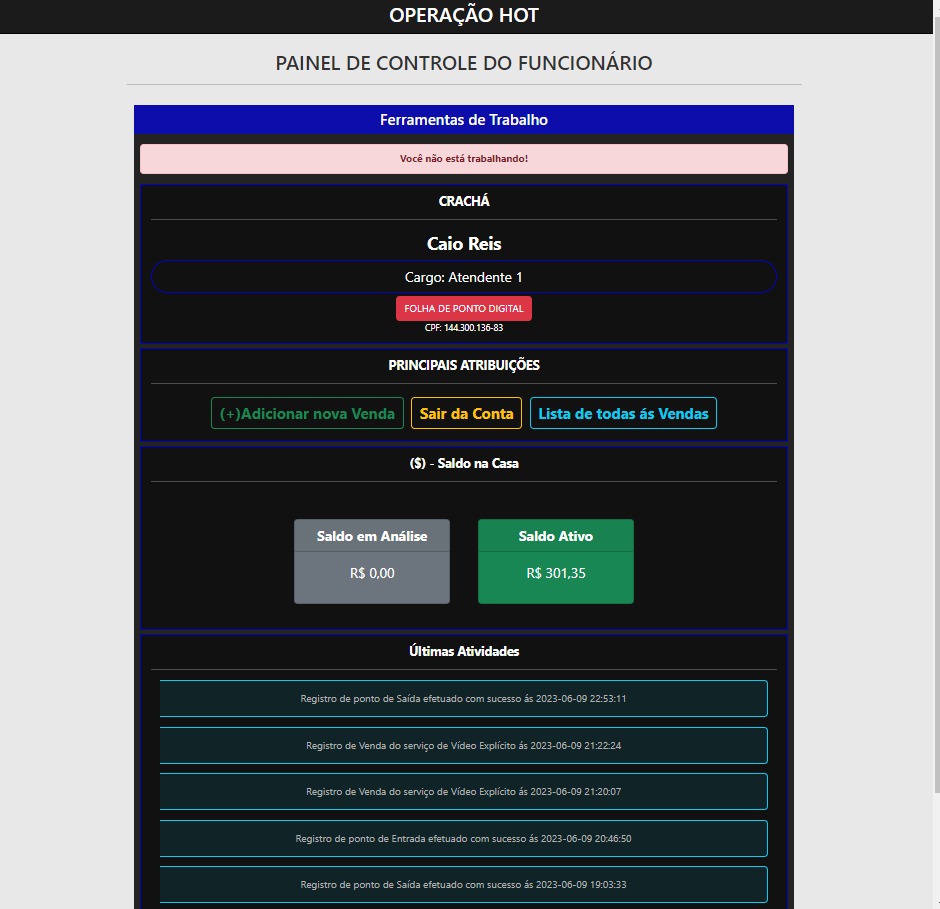 OPERAÇÃO HOT
PAINEL DE CONTROLE DO FUNCIONÁRIO
Ferramentas de Trabalho
Você não está trabalhando!
CRACHÁ
Caio Reis
Cargo: Atendente 1
FOLHA DE PONTO DIGITAL
CPF: 144.300.136-83
PRINCIPAIS ATRIBUIÇÕES
(+)Adicionar nova Venda Sair da Conta Lista de todas ás Vendas
($) - Saldo na Casa
Saldo em Análise Saldo Ativo
R$ 0,00 R$ 301,35
Últimas Atividades
Registro de ponto de Saída efetuado com sucesso ás 2023-06-09 22:53:11
Registro de Venda do serviço de Vídeo Explícito ás 2023-06-09 21:22:24
Registro de Venda do serviço de Vídeo Explícito ás 2023-06-09 21:20:07
Registro de ponto de Entrada efetuado com sucesso ás 2023-06-09 20:46:50
Registro de ponto de Saída efetuado com sucesso ás 2023-06-09 19:03:33